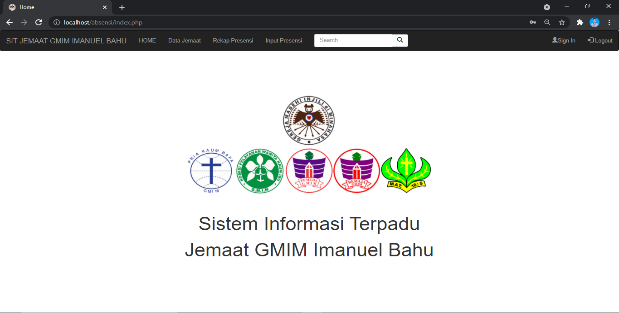 Home
localhost/absensi/index.php
SIT JEMAAT GMIM IMANUEL BAHU HOME Data Jemaat Rekap Presensi Input Presensi Search Sign In Logout
Sistem Informasi Terpadu
Jemaat GMIM Imanuel Bahu